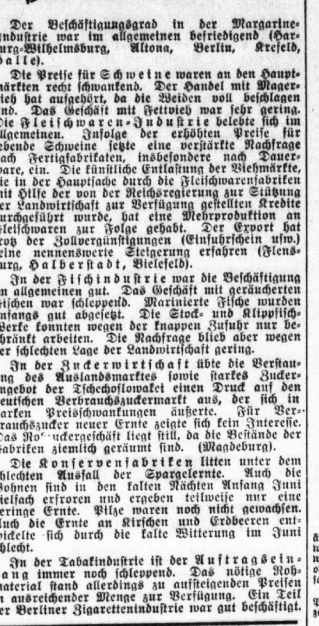 Der Beschäftigungsgrad in der Margarine-
industrie war im allgemeinen befriedigend (Har-
burg-Wilhelmsburg, Altona, Berlin, Krefeld,
Halle).
Die Preise für Schweine waren an den Haupt-
märkten recht schwankend. Der Handel mit Mager-
vieh hat aufgehört, da die Weiden voll beschlagen
sind. Das Geschäft mit Fettvieh war sehr gering.
Die Fleischwaren-Industrie belebte sich im
allgemeinen. Infolge der erhöhten Preise für
lebende Schweine setzte eine verstärkte Nachfrage
nach Fertigfabrikaten, insbesondere nach Dauer-
ware, ein. Die künstliche Entlastung der Viehmärkte,
die in der Hauptsache durch die Fleischwarenfabriken
mit Hilfe der von der Reichsregierung zur Stützung
der Landwirtschaft zur Verfügung gestellten Kredite
durchgeführt wurde, hat eine Mehrproduktion an
Fleischwaren zur Folge gehabt. Der Export hat
trotz der Zollvergünstigungen (Einfuhrschein usw.)
keine nennenswerte Steigerung erfahren (Flens-
burg, Halberstadt, Bielefeld).
In der Fischindustrie war die Beschäftigung
im allgemeinen gut. Das Geschäft mit geräucherten
Fischen war schleppend. Marinierte Fische wurden
anfangs gut abgesetzt. Die Stock- und Klippfisch-
Werke konnten wegen der knappen Zufuhr nur be-
schränkt arbeiten. Die Nachfrage blieb aber wegen
der schlechten Lage der Landwirtschaft gering.
In der Zuckerwirtschaft übte die Verstau-
ung des Auslandsmarktes sowie starkes Zucker-
angebot der Tschechoslowakei einen Druck auf den
deutschen Verbrauchszuckermarkt aus, der sich in
starken Preisschwankungen äußerte. Für Ver-
brauchszucker neuer Ernte zeigte sich kein Interesse.
Das Rohzuckergeschäft liegt still, da die Bestände der
Fabriken ziemlich geräumt sind. (Magdeburg).
Die Konservenfabriken litten unter dem
schlechten Ausfall der Spargelernte. Auch die
Bohnen sind in den kalten Nächten Anfang Juni
vielfach erfroren und ergeben teilweise nur eine
geringe Ernte. Pilze waren noch nicht gewachsen.
Auch die Ernte an Kirschen und Erdbeeren ent-
wickelte sich durch die kalte Witterung im Juni
schlecht.
In der Tabakindustrie ist der Auftragsein-
gang immer noch schleppend. Das nötige Roh-
material stand allerdings zu aufsteigenden Preisen
in ausreichender Menge zur Verfügung. Ein Teil
der Berliner Zigarettenindustrie war gut beschäftigt.